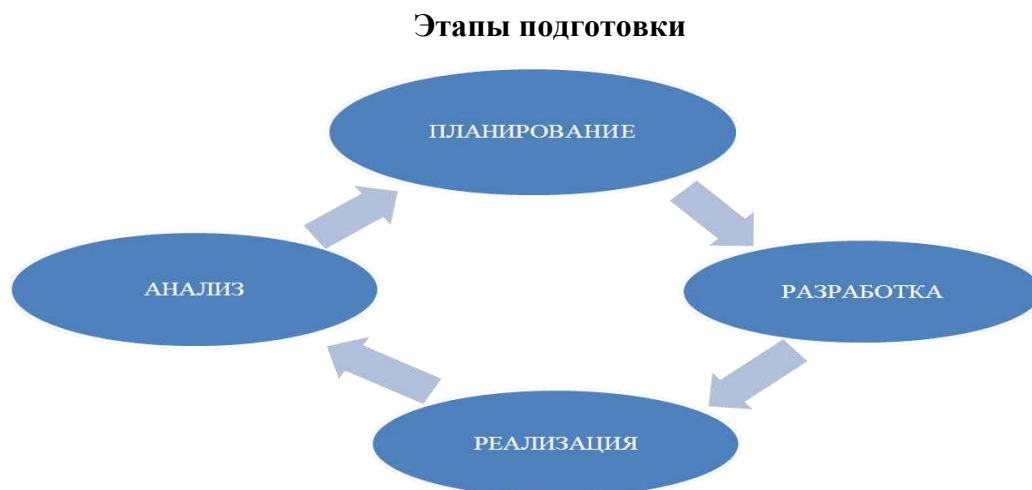 Этапы подготовки
ПЛАНИРОВАНИЕ
АНАЛИЗ
РАЗРАБОТКА
РЕАЛИЗАЦИЯ